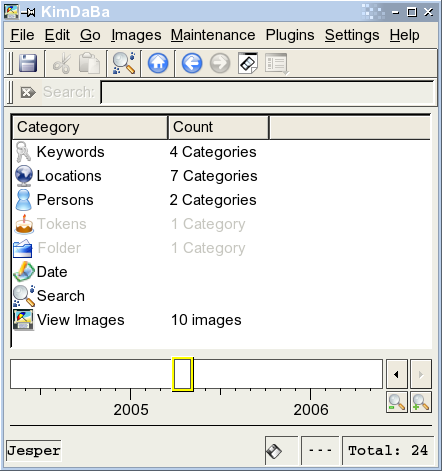 KimDaBa
File Edit Go Images Maintenance Plugins Settings Help
Search:
Category Count
Keywords 4 Categories
Locations 7 Categories
Persons 2 Categories
Tokens 1 Category
Folder 1 Category
Date
Search
View Images 10 images
2005 2006
Jesper --- Total: 24